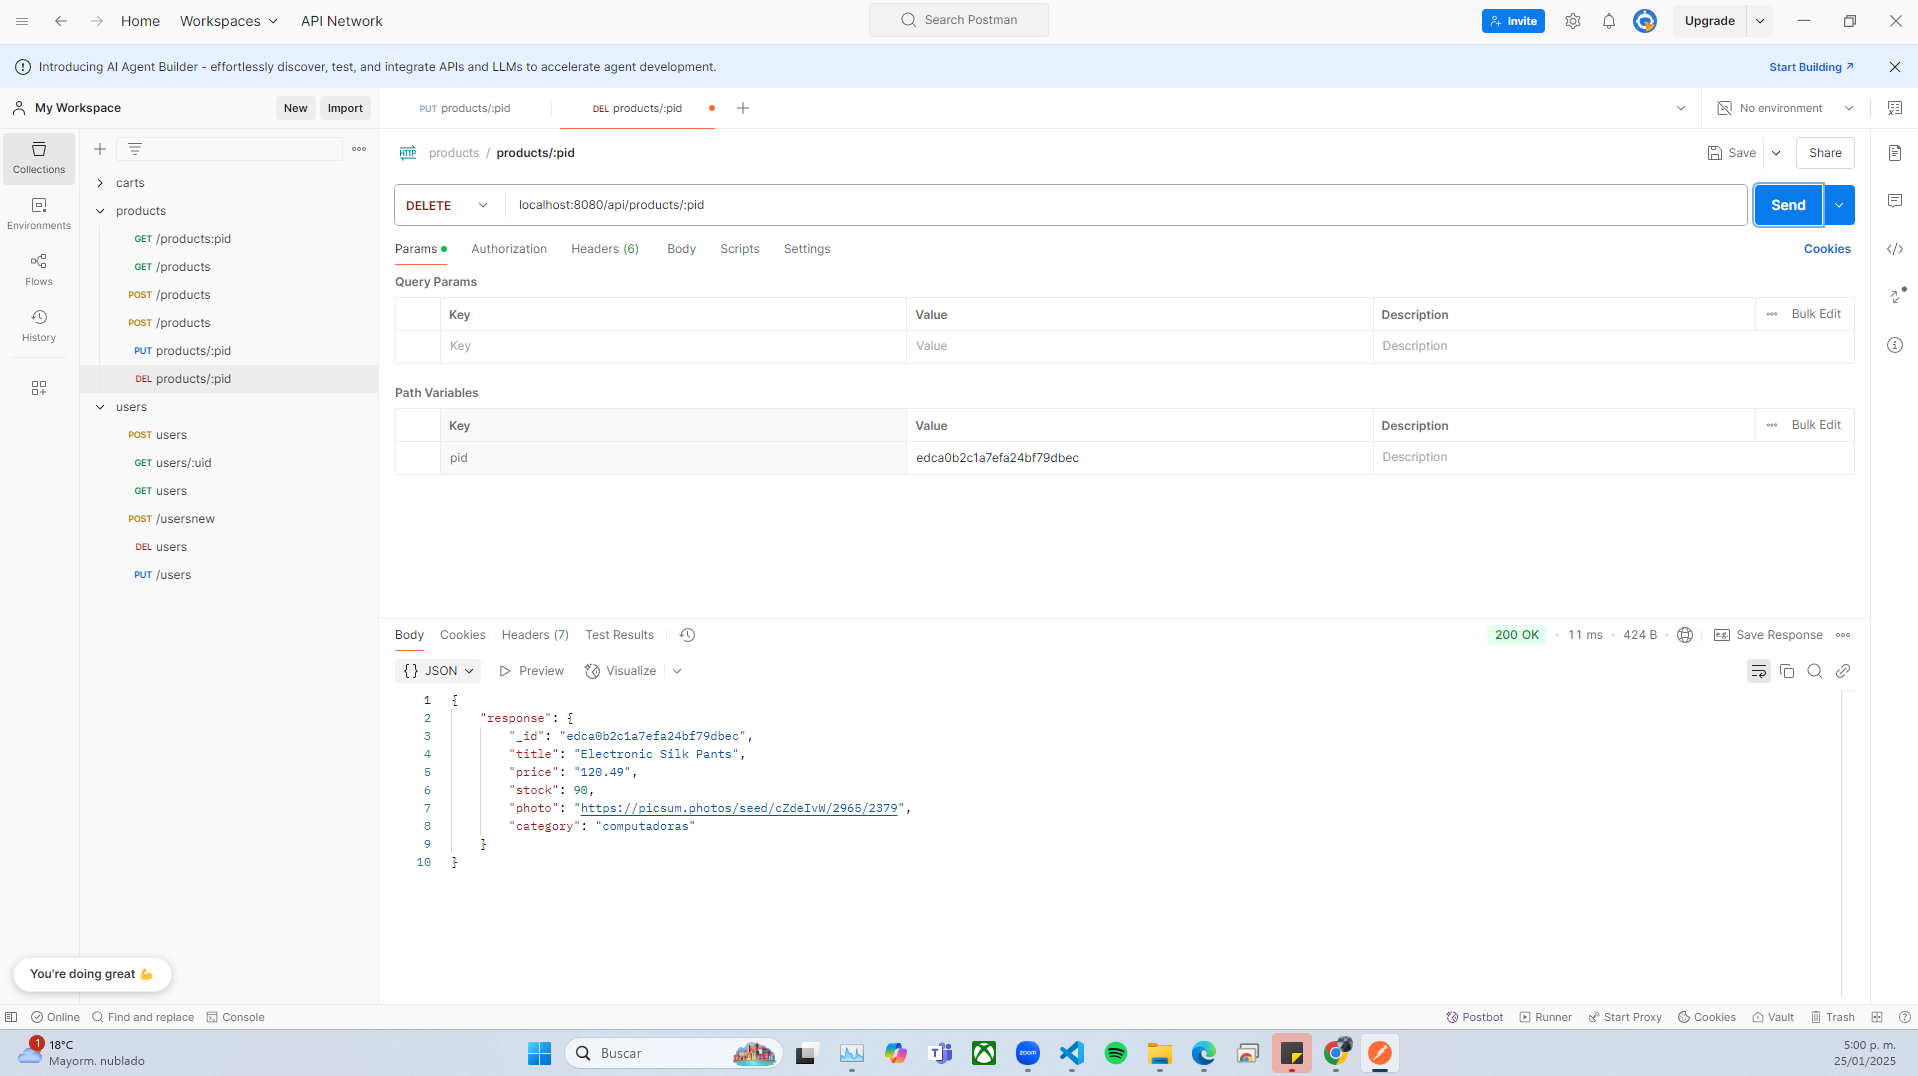 Home
Workspaces
API Network
Search Postman
Invite
Upgrade
Introducing AI Agent Builder - effortlessly discover, test, and integrate APIs and LLMs to accelerate agent development.
Start Building ↗
My Workspace
New
Import
PUT products/:pid
DEL products/:pid
No environment
Collections
Environments
Flows
History
carts
products
GET /products:pid
GET /products
POST /products
POST /products
PUT products/:pid
DEL products/:pid
users
POST users
GET users/:uid
GET users
POST /usersnew
DEL users
PUT /users
HTTP products / products/:pid
Save
Share
DELETE
localhost:8080/api/products/:pid
Send
Params
Authorization
Headers (6)
Body
Scripts
Settings
Cookies
Query Params
Key Value Description Bulk Edit
Key Value Description
Path Variables
Key Value Description Bulk Edit
pid edca0b2c1a7efa24bf79dbec Description
Body Cookies Headers (7) Test Results
200 OK • 11 ms • 424 B
e.g. Save Response
{} JSON
Preview
Visualize
1 {
2 "response": {
3 "_id": "edca0b2c1a7efa24bf79dbec",
4 "title": "Electronic Silk Pants",
5 "price": "120.49",
6 "stock": 90,
7 "photo": "https://picsum.photos/seed/cZdeIvW/2965/2379",
8 "category": "computadoras"
9 }
10 }
You're doing great 💪
Online
Find and replace
Console
Postbot
Runner
Start Proxy
Cookies
Vault
Trash
1
18°C
Mayorm. nublado
Buscar
zoom
5:00 p. m.
25/01/2025